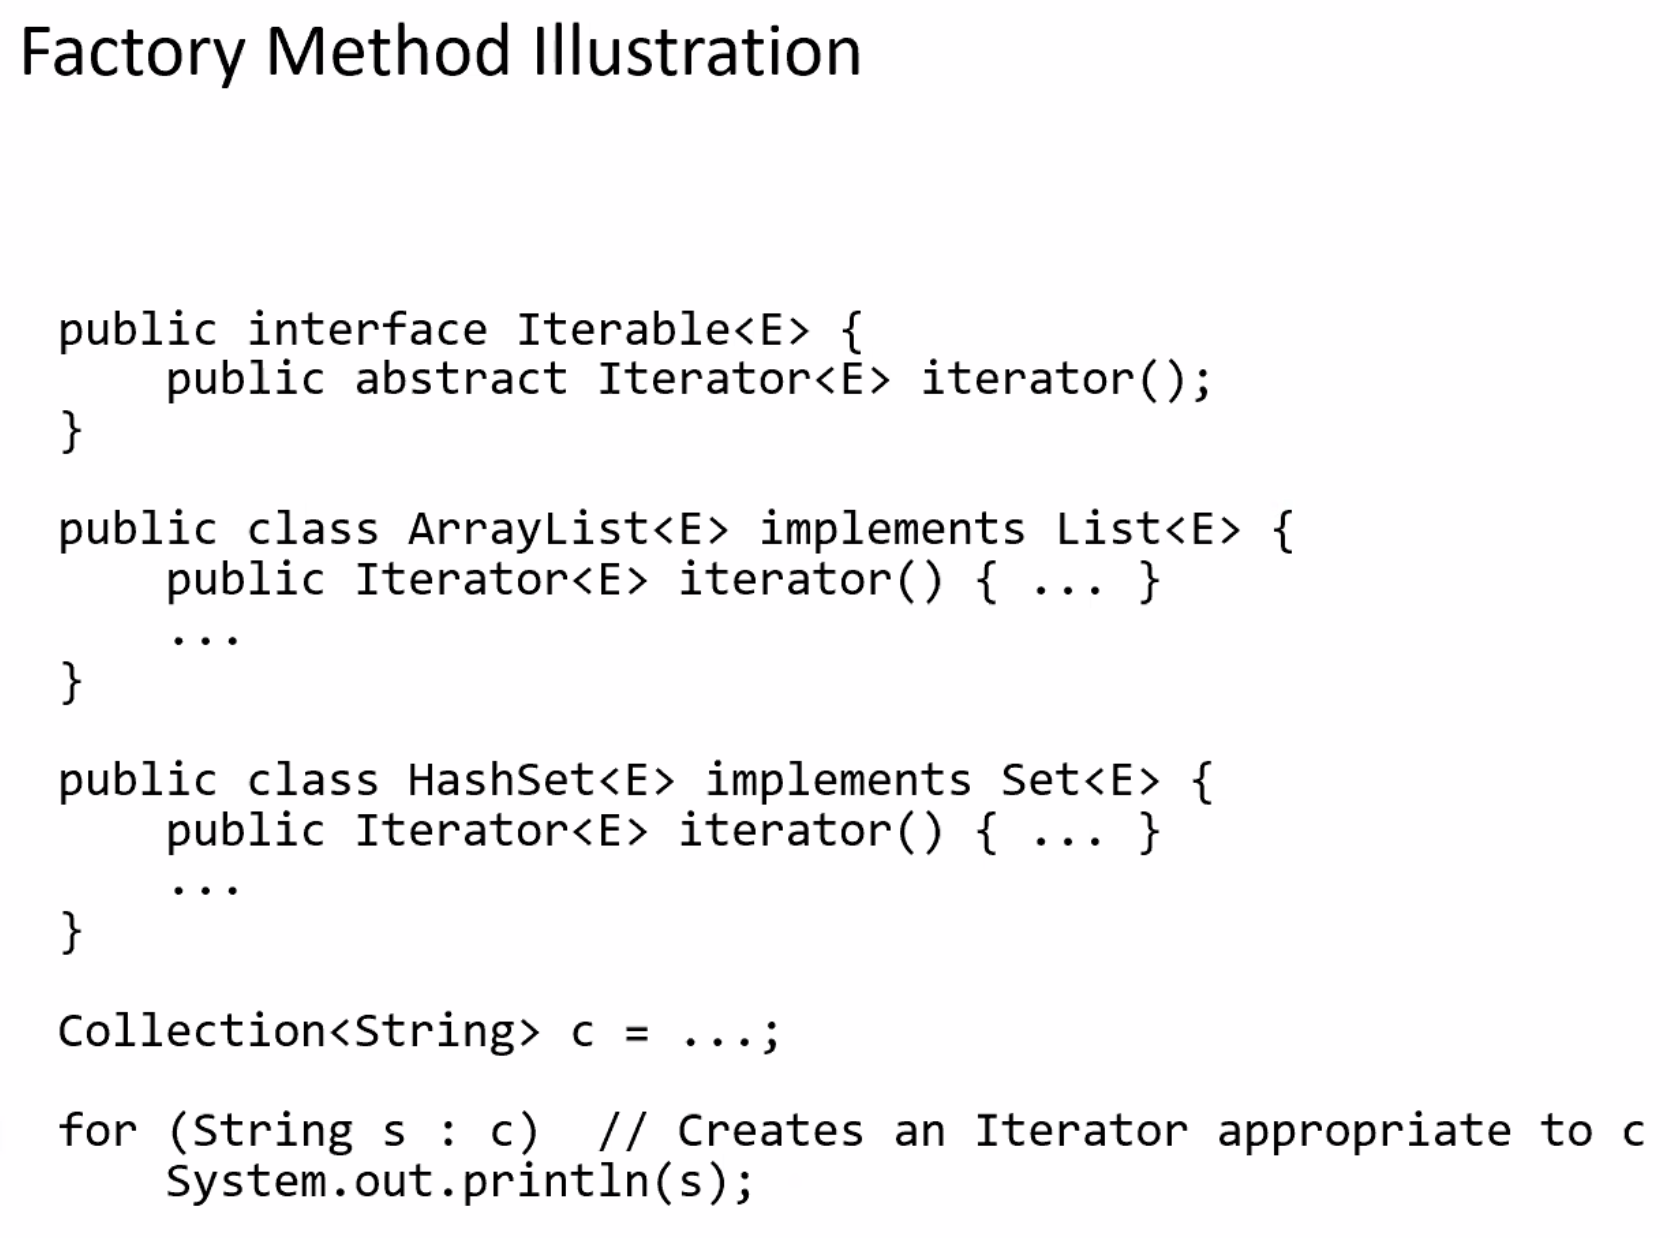 Factory Method Illustration
public interface Iterable<E> {
    public abstract Iterator<E> iterator();
}
public class ArrayList<E> implements List<E> {
    public Iterator<E> iterator() { ... }
    ...
}
public class HashSet<E> implements Set<E> {
    public Iterator<E> iterator() { ... }
    ...
}
Collection<String> c = ...;
for (String s : c)  // Creates an Iterator appropriate to c
    System.out.println(s);